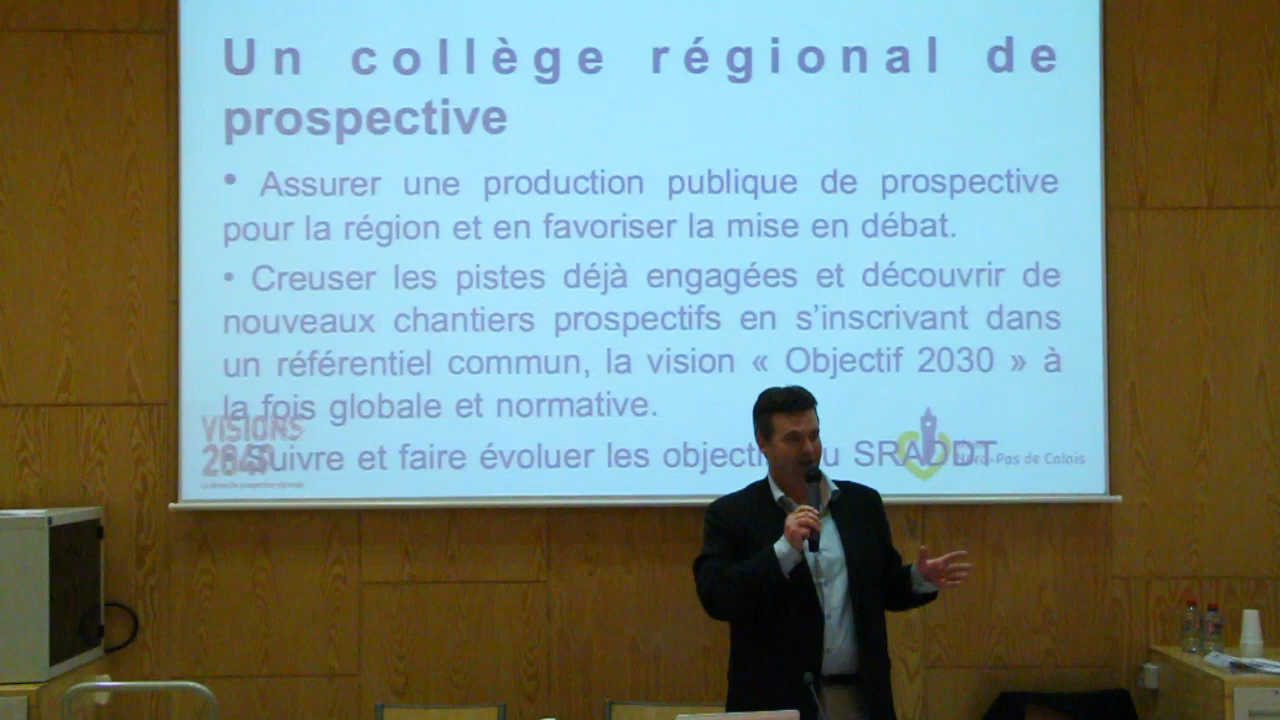 Un collège régional de
prospective
• Assurer une production publique de prospective
pour la région et en favoriser la mise en débat.
• Creuser les pistes déjà engagées et découvrir de
nouveaux chantiers prospectifs en s'inscrivant dans
un référentiel commun, la vision « Objectif 2030 » à
la fois globale et normative.
• Suivre et faire évoluer les SRADDT
VISIONS
2040
Nord-Pas de Calais